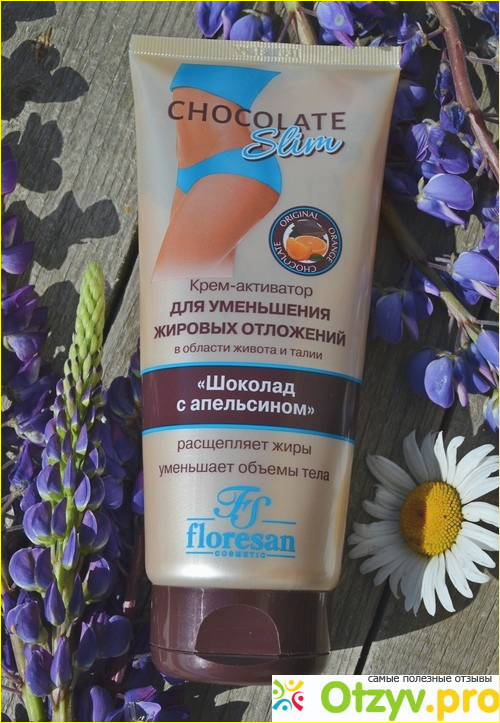 CHOCOLATE
Slim
ORIGINAL ORANGE
CHOCOLATE
Крем-активатор
ДЛЯ УМЕНЬШЕНИЯ
ЖИРОВЫХ ОТЛОЖЕНИЙ
в области живота и талии
«Шоколад
с апельсином»
расщепляет жиры
уменьшает объемы тела
FS
floresan
COSMETIC
самые полезные отзывы
Otzyv.pro